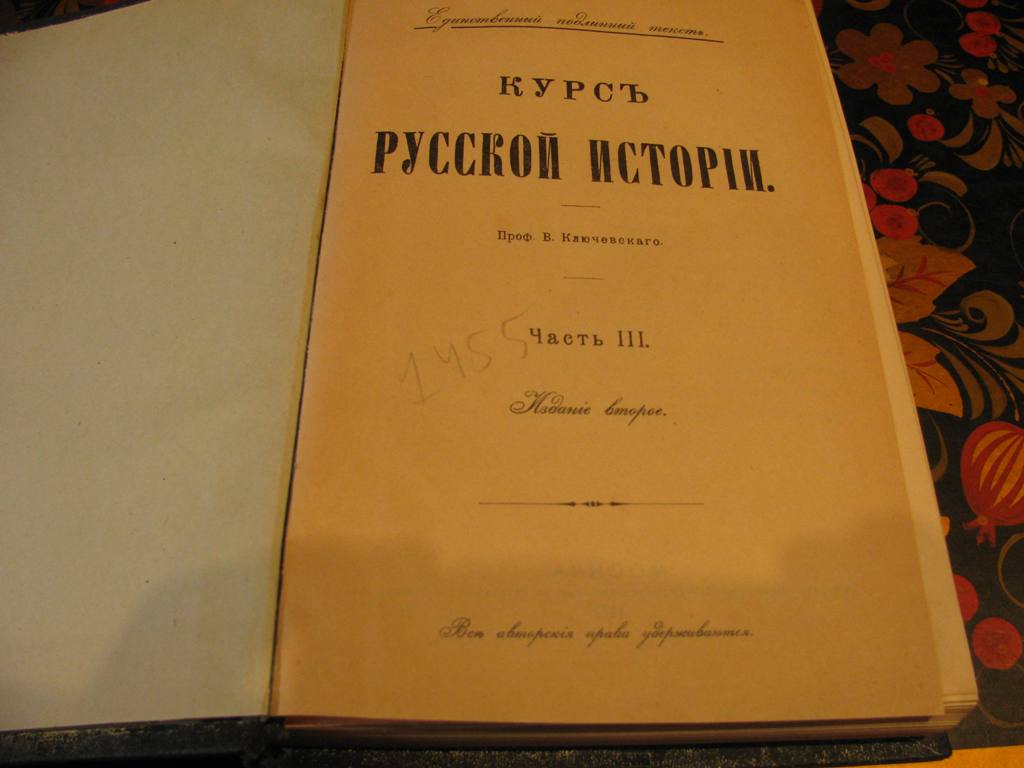 Единственный подлинный текстъ.
КУРСЪ
РУССКОЙ ИСТОРІИ.
Проф. В. Ключевскаго.
Часть III.
1455
Изданіе второе.
Всѣ авторскія права удерживаются.